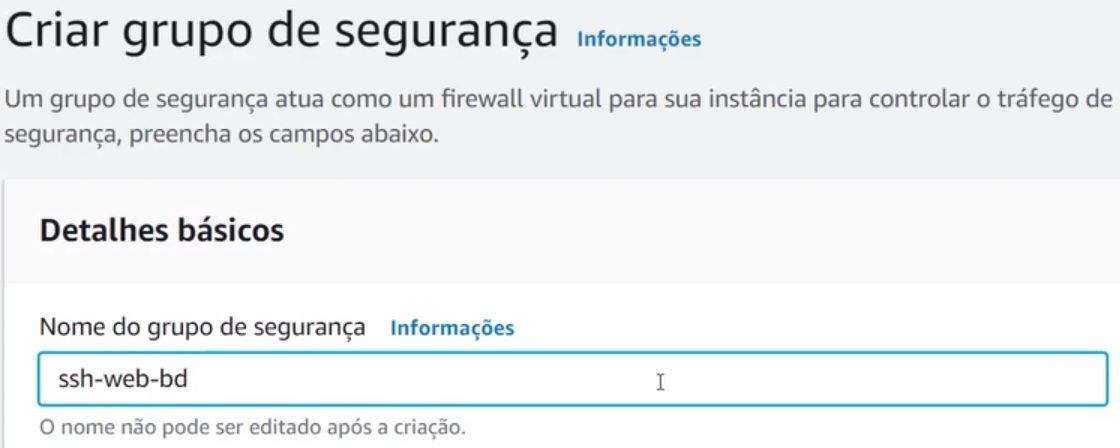 Criar grupo de segurança Informações
Um grupo de segurança atua como um firewall virtual para sua instância para controlar o tráfego de
segurança, preencha os campos abaixo.
Detalhes básicos
Nome do grupo de segurança Informações
ssh-web-bd
O nome não pode ser editado após a criação.